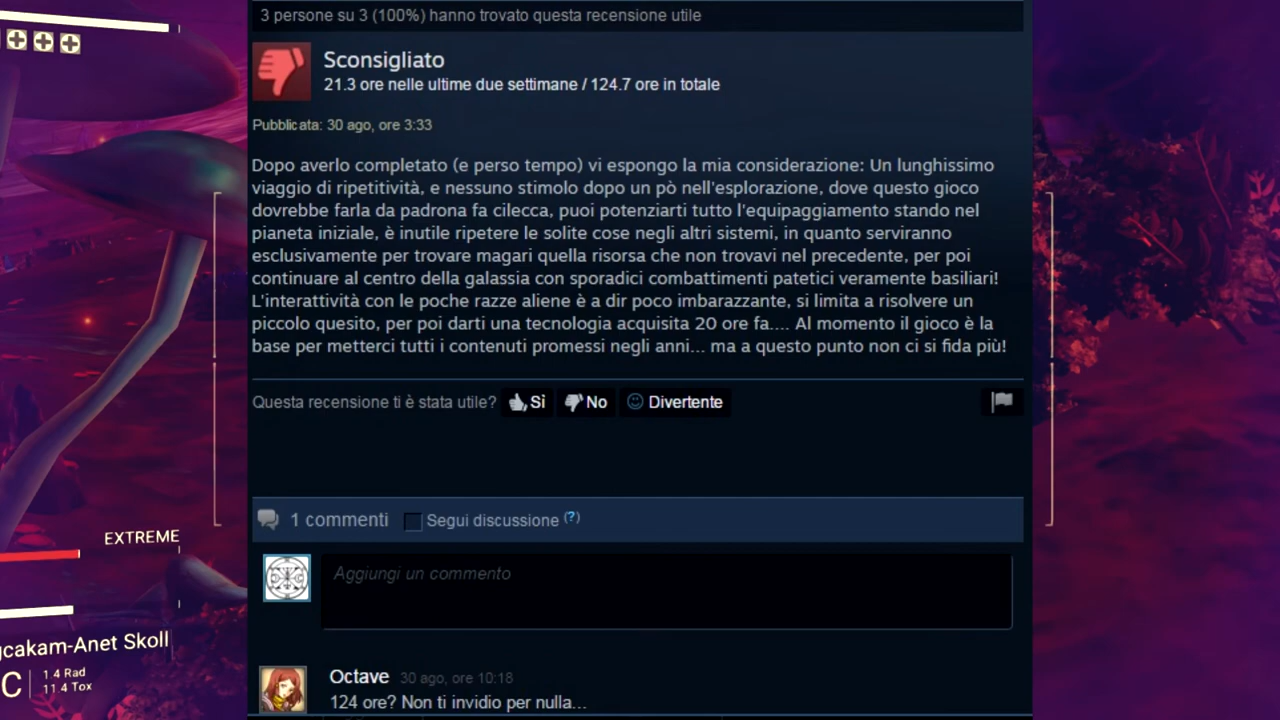 3 persone su 3 (100%) hanno trovato questa recensione utile
Sconsigliato
21.3 ore nelle ultime due settimane / 124.7 ore in totale
Pubblicata: 30 ago, ore 3:33
Dopo averlo completato (e perso tempo) vi espongo la mia considerazione: Un lunghissimo
viaggio di ripetitività, e nessuno stimolo dopo un pò nell'esplorazione, dove questo gioco
dovrebbe farla da padrona fa cilecca, puoi potenziarti tutto l'equipaggiamento stando nel
pianeta iniziale, è inutile ripetere le solite cose negli altri sistemi, in quanto serviranno
esclusivamente per trovare magari quella risorsa che non trovavi nel precedente, per poi
continuare al centro della galassia con sporadici combattimenti patetici veramente basiliari!
L'interattività con le poche razze aliene è a dir poco imbarazzante, si limita a risolvere un
piccolo quesito, per poi darti una tecnologia acquisita 20 ore fa.... Al momento il gioco è la
base per metterci tutti i contenuti promessi negli anni... ma a questo punto non ci si fida più!
Questa recensione ti è stata utile? Sì No Divertente
1 commenti Segui discussione (?)
Aggiungi un commento
Octave 30 ago, ore 10:18
124 ore? Non ti invidio per nulla...
EXTREME
gcakam-Anet Skoll
C 1.4 Rad
11.4 Tox